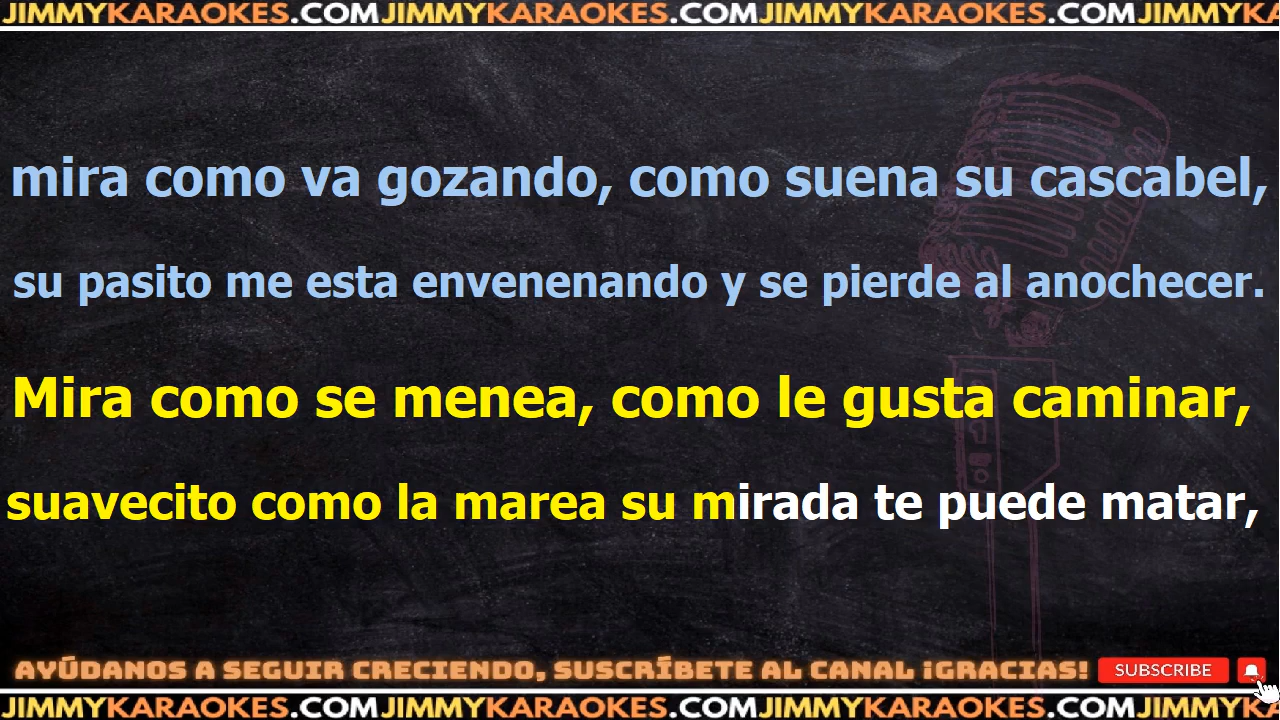 JIMMYKARAOKES.COMJIMMYKARAOKES.COMJIMMYKARAOKES.COMJIMMYKA
mira como va gozando, como suena su cascabel,
su pasito me esta envenenando y se pierde al anochecer.
Mira como se menea, como le gusta caminar,
suavecito como la marea su mirada te puede matar,
AYÚDANOS A SEGUIR CRECIENDO, SUSCRÍBETE AL CANAL ¡GRACIAS! SUBSCRIBE
JIMMYKARAOKES.COMJIMMYKARAOKES.COMJIMMYKARAOKES.COMJIMMYKA